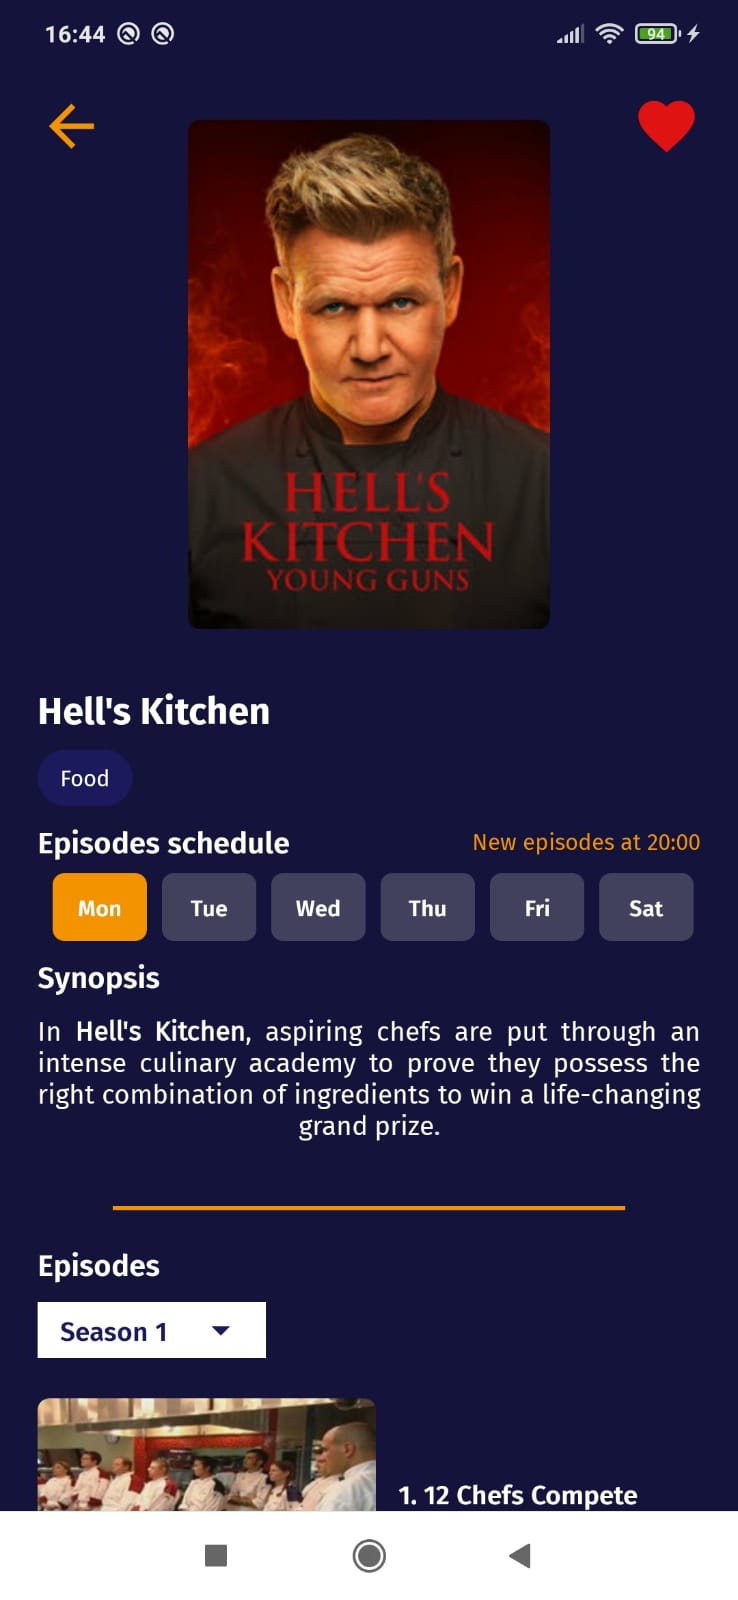 16:44
94
HELL'S
KITCHEN
YOUNG GUNS
Hell's Kitchen
Food
Episodes schedule
New episodes at 20:00
Mon Tue Wed Thu Fri Sat
Synopsis
In Hell's Kitchen, aspiring chefs are put through an
intense culinary academy to prove they possess the
right combination of ingredients to win a life-changing
grand prize.
Episodes
Season 1
1. 12 Chefs Compete